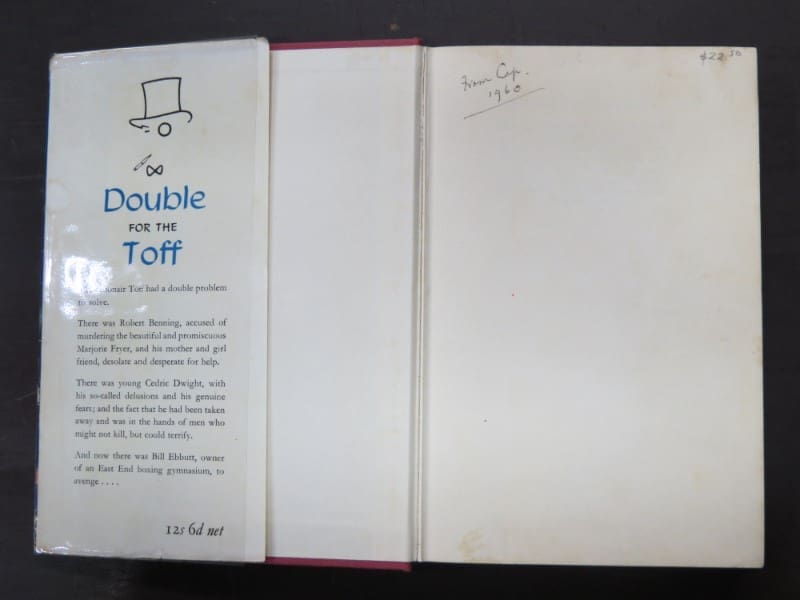 Double
FOR THE
Toff
Toff had a double problem
to solve.
There was Robert Benning, accused of
murdering the beautiful and promiscuous
Marjorie Fryer, and his mother and girl
friend, desolate and desperate for help.
There was young Cedric Dwight, with
his so-called delusions and his genuine
fears; and the fact that he had been taken
away and was in the hands of men who
might not kill, but could terrify.
And now there was Bill Ebbutt, owner
of an East End boxing gymnasium, to
avenge . . . .
12s 6d net
From Cap.
1960
$22.50